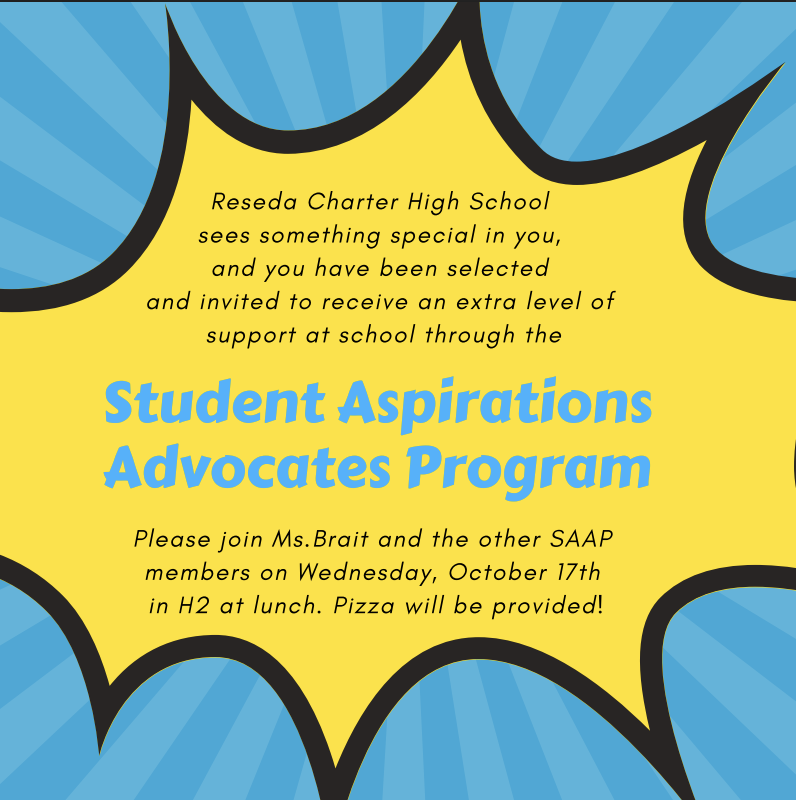 Reseda Charter High School
sees something special in you,
and you have been selected
and invited to receive an extra level of
support at school through the
Student Aspirations
Advocates Program
Please join Ms.Brait and the other SAAP
members on Wednesday, October 17th
in H2 at lunch. Pizza will be provided!